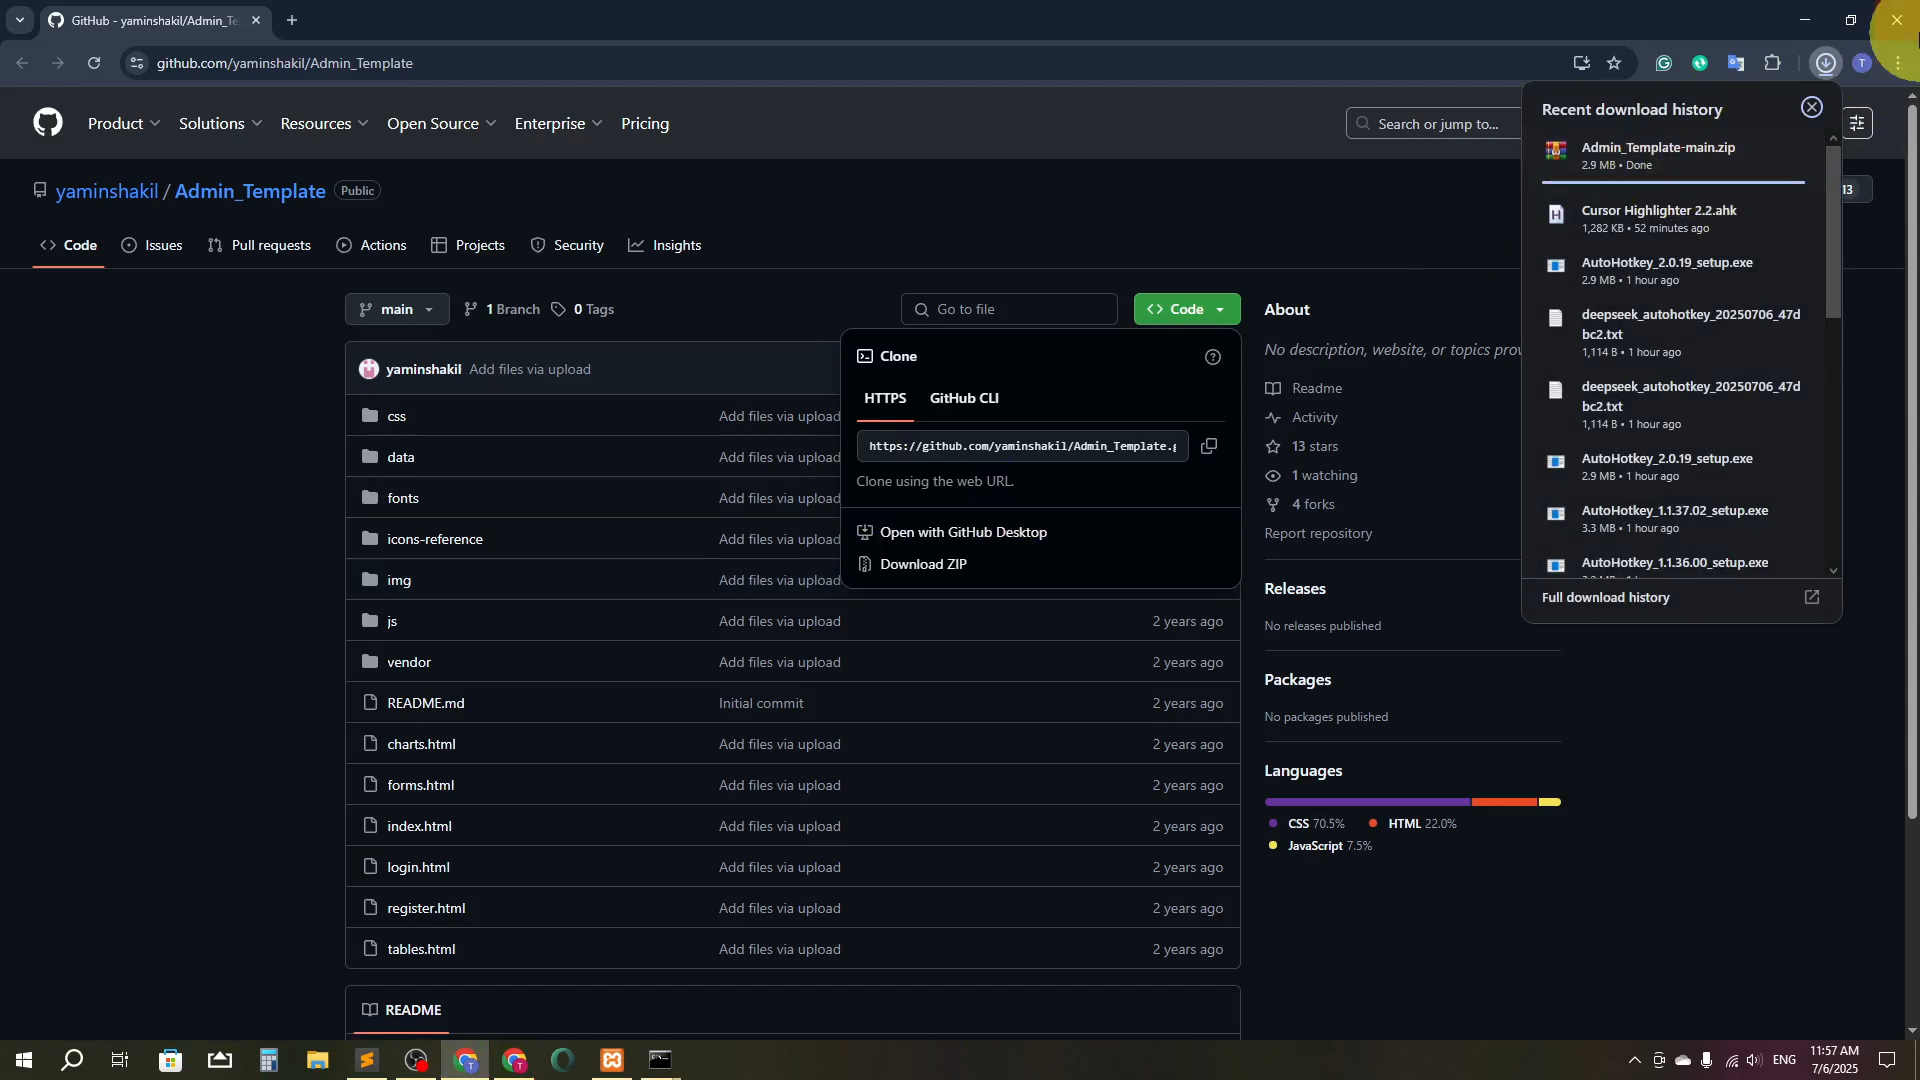 GitHub - yaminshakil/Admin_Te
github.com/yaminshakil/Admin_Template
T
Product
Solutions
Resources
Open Source
Enterprise
Pricing
Search or jump to...
yaminshakil / Admin_Template
Public
13
Code
Issues
Pull requests
Actions
Projects
Security
Insights
main
1 Branch
0 Tags
Go to file
Code
yaminshakil Add files via upload
css Add files via upload
data Add files via upload
fonts Add files via upload
icons-reference Add files via upload
img Add files via upload
js Add files via upload 2 years ago
vendor Add files via upload 2 years ago
README.md Initial commit 2 years ago
charts.html Add files via upload 2 years ago
forms.html Add files via upload 2 years ago
index.html Add files via upload 2 years ago
login.html Add files via upload 2 years ago
register.html Add files via upload 2 years ago
tables.html Add files via upload 2 years ago
README
Clone
HTTPS
GitHub CLI
https://github.com/yaminshakil/Admin_Template.g
Clone using the web URL.
Open with GitHub Desktop
Download ZIP
About
No description, website, or topics prov
Readme
Activity
13 stars
1 watching
4 forks
Report repository
Releases
No releases published
Packages
No packages published
Languages
CSS 70.5%
HTML 22.0%
JavaScript 7.5%
Recent download history
Admin_Template-main.zip
2.9 MB • Done
Cursor Highlighter 2.2.ahk
1,282 KB • 52 minutes ago
AutoHotkey_2.0.19_setup.exe
2.9 MB • 1 hour ago
deepseek_autohotkey_20250706_47d
bc2.txt
1,114 B • 1 hour ago
deepseek_autohotkey_20250706_47d
bc2.txt
1,114 B • 1 hour ago
AutoHotkey_2.0.19_setup.exe
2.9 MB • 1 hour ago
AutoHotkey_1.1.37.02_setup.exe
3.3 MB • 1 hour ago
AutoHotkey_1.1.36.00_setup.exe
Full download history
ENG
11:57 AM
7/6/2025